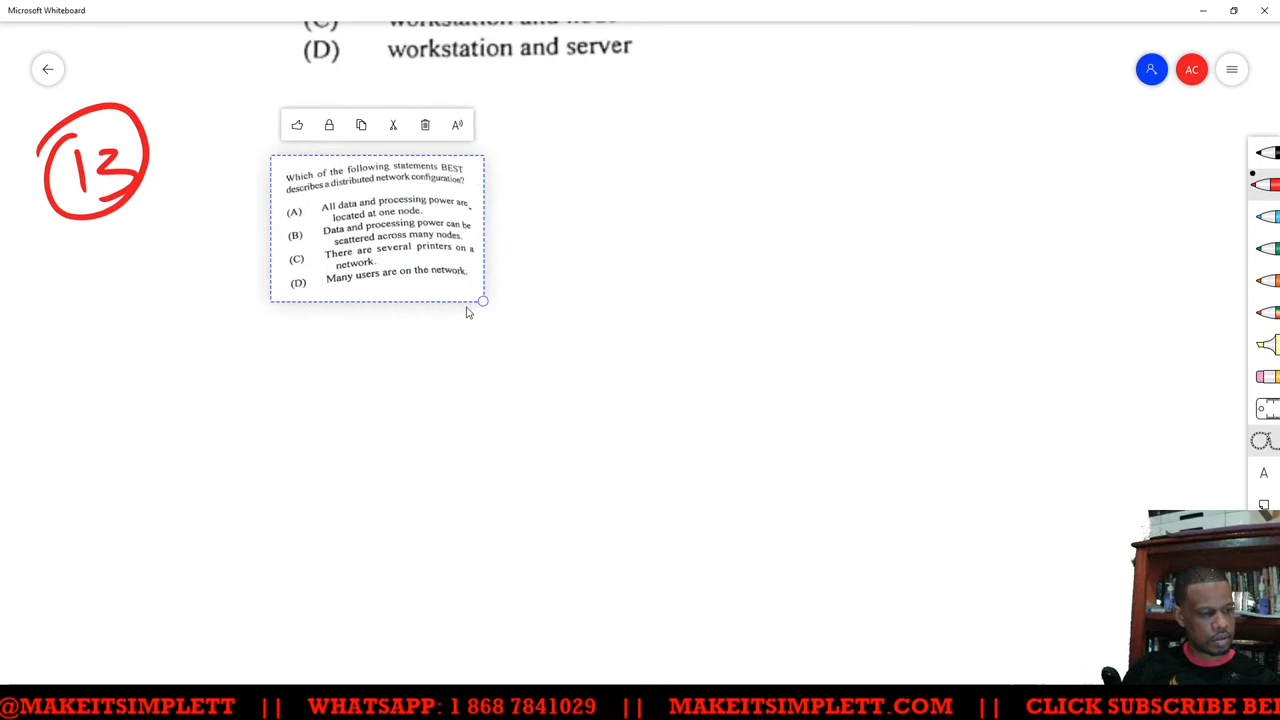 Microsoft Whiteboard
(D) workstation and server
AC
13
Which of the following statements BEST
describes a distributed network configuration?
(A) All data and processing power are
located at one node.
(B) Data and processing power can be
scattered across many nodes.
(C) There are several printers on a
network.
(D) Many users are on the network.
A
@MAKEITSIMPLETT || WHATSAPP: 1 868 7841029 || MAKEITSIMPLETT.COM || CLICK SUBSCRIBE BE